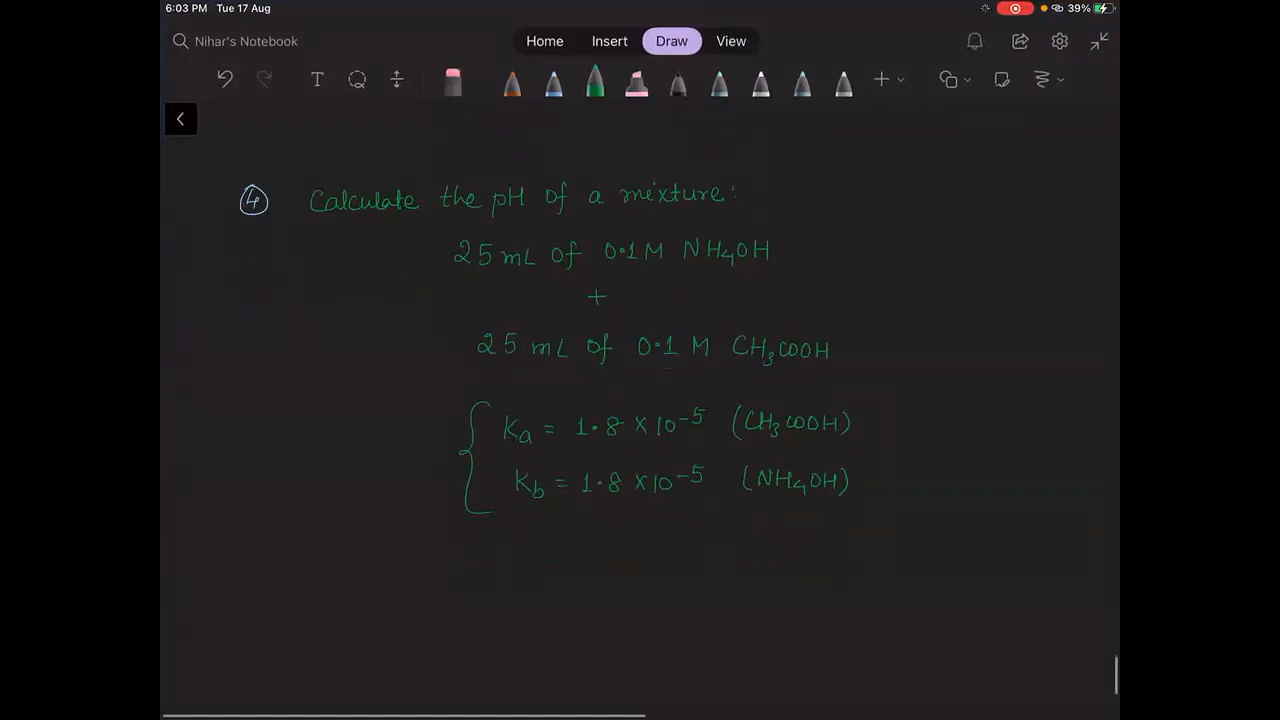 6:03 PM Tue 17 Aug
39%
Nihar's Notebook
Home Insert Draw View
T
4 Calculate the pH of a mixture:
25 mL of 0.1 M NH4OH
+
25 mL of 0.1 M CH3COOH
Ka = 1.8 × 10⁻⁵ (CH3COOH)
Kb = 1.8 × 10⁻⁵ (NH4OH)